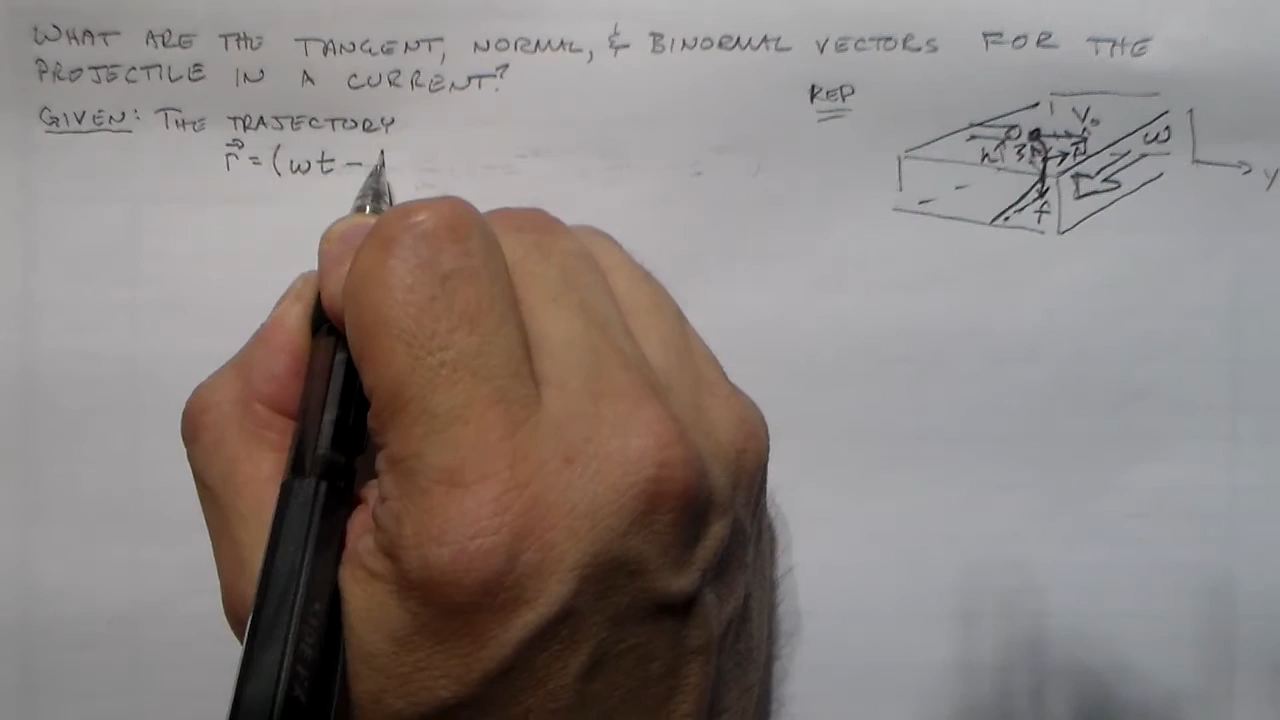 WHAT ARE THE TANGENT, NORMAL, & BINORMAL VECTORS FOR THE
PROJECTILE IN A CURRENT?
REP
GIVEN: THE TRAJECTORY
r⃗ = (ωt –
V₀
ω
y